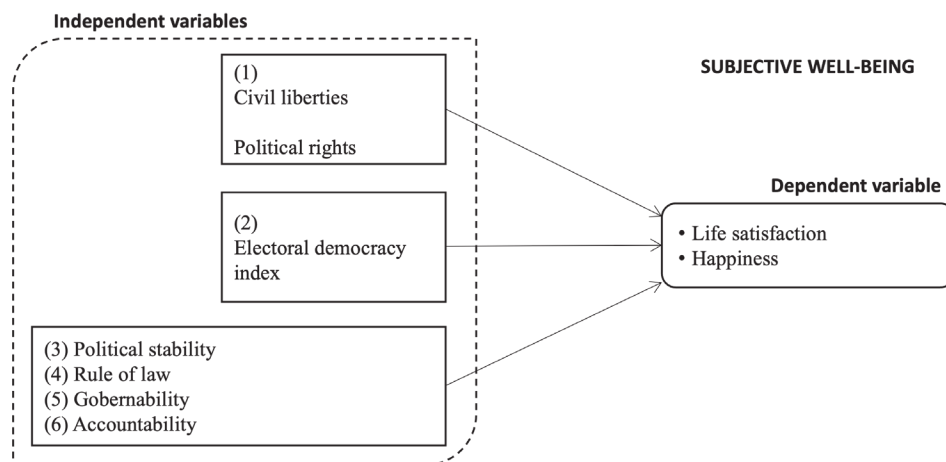 Independent variables
(1)
Civil liberties
Political rights
SUBJECTIVE WELL-BEING
(2)
Electoral democracy
index
Dependent variable
• Life satisfaction
• Happiness
(3) Political stability
(4) Rule of law
(5) Gobernability
(6) Accountability